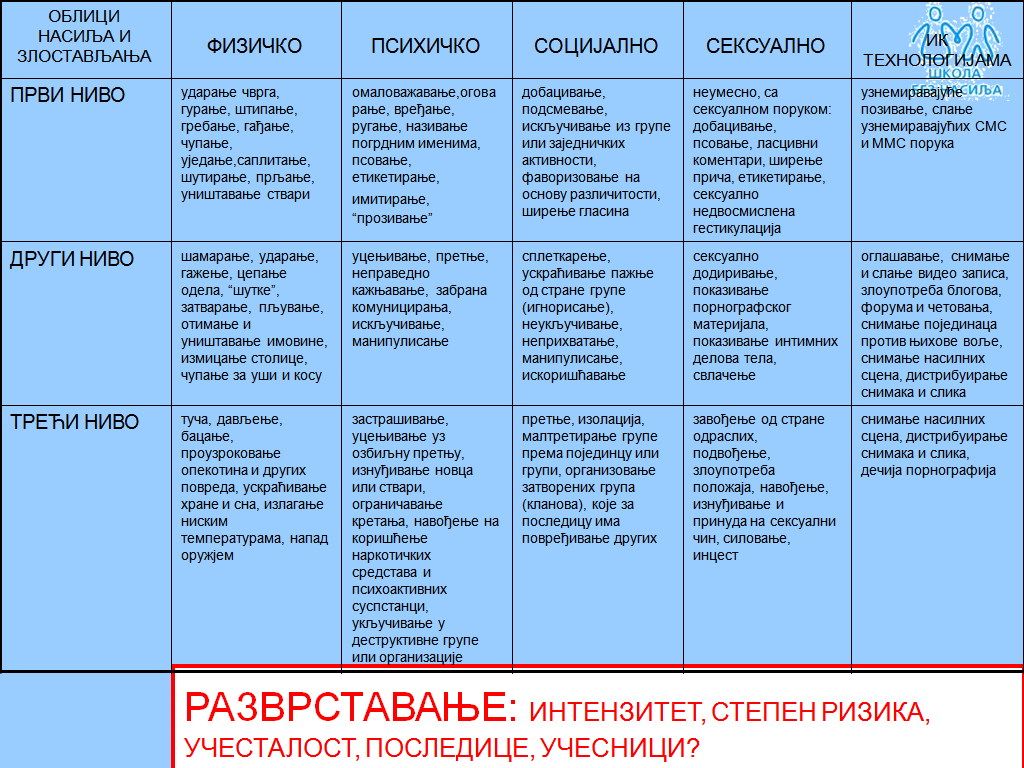 ОБЛИЦИ
НАСИЉА И
ЗЛОСТАВЉАЊА
ФИЗИЧКО
ПСИХИЧКО
СОЦИЈАЛНО
СЕКСУАЛНО
ИК
ТЕХНОЛОГИЈАМА
ШКОЛА
БЕЗ НАСИЉА
ПРВИ НИВО
ударање чврга,
гурање, штипање,
гребање, гађање,
чупање,
уједање,саплитање,
шутирање, прљање,
уништавање ствари
омаловажавање,огова
рање, вређање,
ругање, називање
погрдним именима,
псовање,
етикетирање,
имитирање,
“прозивање”
добацивање,
подсмевање,
искључивање из групе
или заједничких
активности,
фаворизовање на
основу различитости,
ширење гласина
неумесно, са
сексуалном поруком:
добацивање,
псовање, ласцивни
коментари, ширење
прича, етикетирање,
сексуално
недвосмислена
гестикулација
узнемиравајуће
позивање, слање
узнемиравајућих СМС
и ММС порука
ДРУГИ НИВО
шамарање, ударање,
гажење, цепање
одела, “шутке”,
затварање, пљување,
отимање и
уништавање имовине,
измицање столице,
чупање за уши и косу
уцењивање, претње,
неправедно
кажњавање, забрана
комуницирања,
искључивање,
манипулисање
сплеткарење,
ускраћивање пажње
од стране групе
(игнорисање),
неукључивање,
неприхватање,
манипулисање,
искоришћавање
сексуално
додиривање,
показивање
порнографског
материјала,
показивање интимних
делова тела,
свлачење
оглашавање, снимање
и слање видео записа,
злоупотреба блогова,
форума и четовања,
снимање појединаца
против њихове воље,
снимање насилних
сцена, дистрибуирање
снимака и слика
ТРЕЋИ НИВО
туча, дављење,
бацање,
проузроковање
опекотина и других
повреда, ускраћивање
хране и сна, излагање
ниским
температурама, напад
оружјем
застрашивање,
уцењивање уз
озбиљну претњу,
изнуђивање новца
или ствари,
ограничавање
кретања, навођење на
коришћење
наркотичких
средстава и
психоактивних
суспстанци,
укључивање у
деструктивне групе
или организације
претње, изолација,
малтретирање групе
према појединцу или
групи, организовање
затворених група
(кланова), које за
последицу има
повређивање других
завођење од стране
одраслих,
подвођење,
злоупотреба
положаја, навођење,
изнуђивање и
принуда на сексуални
чин, силовање,
инцест
снимање насилних
сцена, дистрибуирање
снимака и слика,
дечија порнографија
РАЗВРСТАВАЊЕ: ИНТЕНЗИТЕТ, СТЕПЕН РИЗИКА,
УЧЕСТАЛОСТ, ПОСЛЕДИЦЕ, УЧЕСНИЦИ?